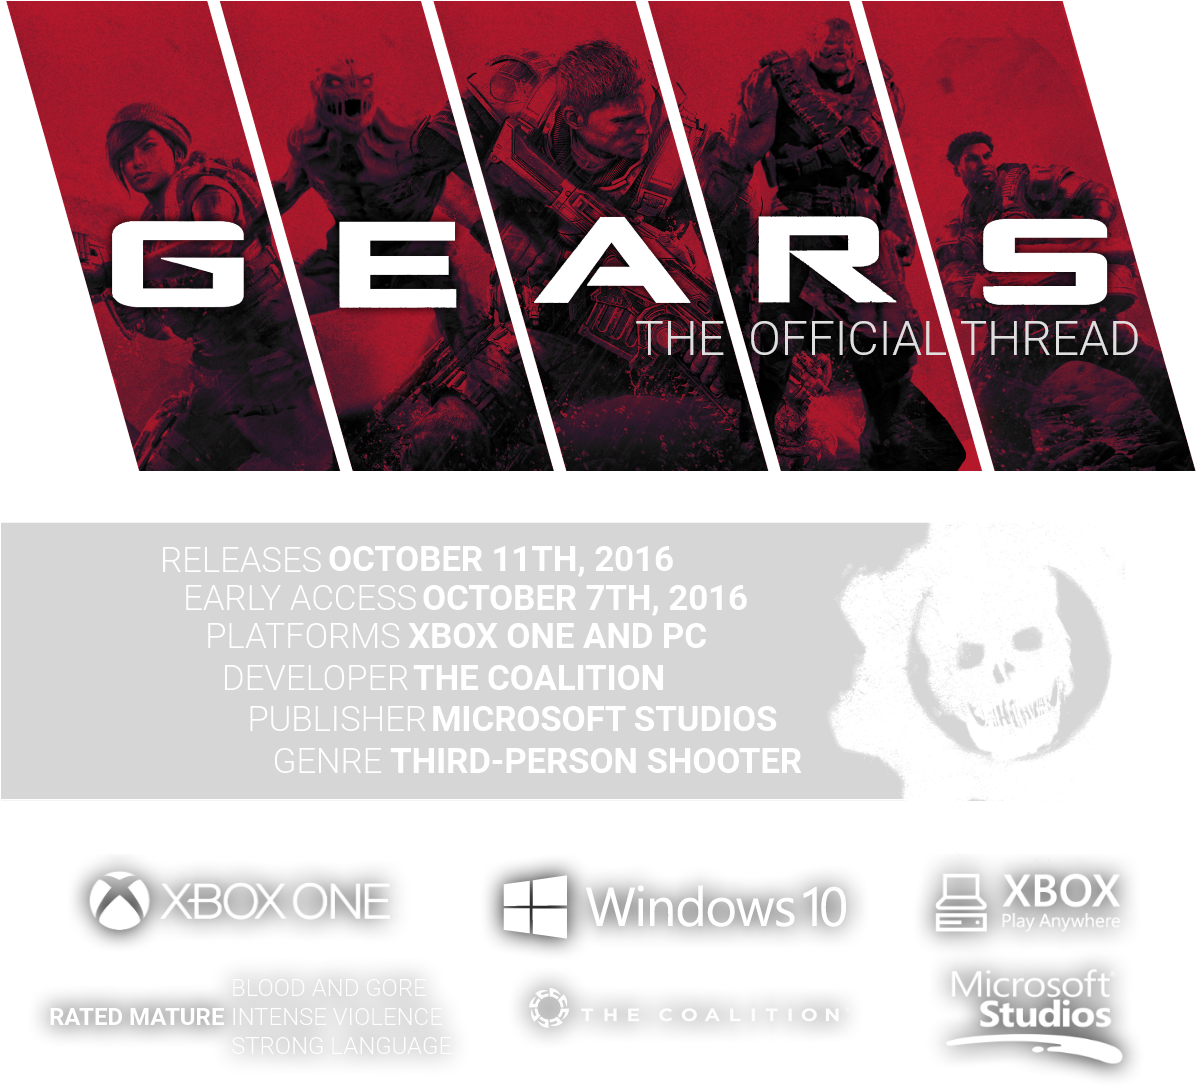 GEARS
THE OFFICIAL THREAD
RELEASES OCTOBER 11TH, 2016
EARLY ACCESS OCTOBER 7TH, 2016
PLATFORMS XBOX ONE AND PC
DEVELOPER THE COALITION
PUBLISHER MICROSOFT STUDIOS
GENRE THIRD-PERSON SHOOTER
XBOX ONE
Windows 10
XBOX
Play Anywhere
RATED MATURE
BLOOD AND GORE
INTENSE VIOLENCE
STRONG LANGUAGE
THE COALITION
Microsoft
Studios